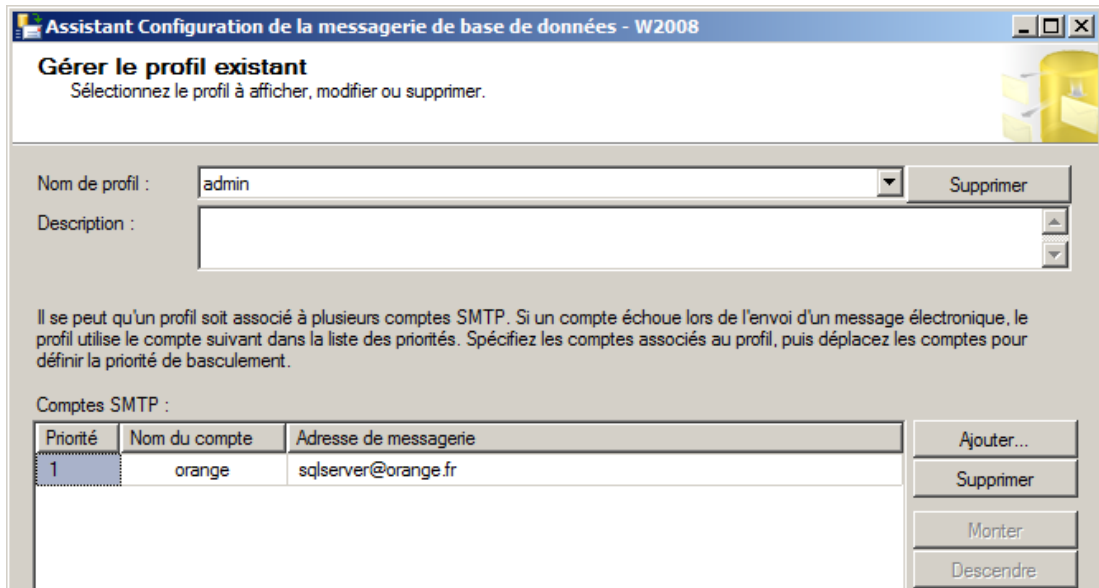 Assistant Configuration de la messagerie de base de données - W2008
Gérer le profil existant
Sélectionnez le profil à afficher, modifier ou supprimer.
Nom de profil :
admin
Supprimer
Description :
Il se peut qu'un profil soit associé à plusieurs comptes SMTP. Si un compte échoue lors de l'envoi d'un message électronique, le
profil utilise le compte suivant dans la liste des priorités. Spécifiez les comptes associés au profil, puis déplacez les comptes pour
définir la priorité de basculement.
Comptes SMTP :
Priorité Nom du compte Adresse de messagerie
1 orange sqlserver@orange.fr
Ajouter...
Supprimer
Monter
Descendre